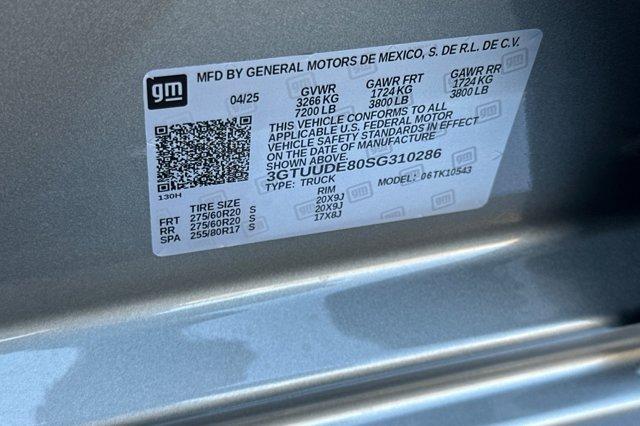 MFD BY GENERAL MOTORS DE MEXICO, S. DE R.L. DE C.V.
gm
04/25 GVWR GAWR FRT GAWR RR
3266 KG 1724 KG 1724 KG
7200 LB 3800 LB 3800 LB
THIS VEHICLE CONFORMS TO ALL
APPLICABLE U.S. FEDERAL MOTOR
VEHICLE SAFETY STANDARDS IN EFFECT
ON THE DATE OF MANUFACTURE
SHOWN ABOVE.
3GTUUDE80SG310286
TYPE: TRUCK MODEL: 06TK10543
130H
TIRE SIZE RIM
FRT 275/60R20 S 20X9J
RR 275/60R20 S 20X9J
SPA 255/80R17 S 17X8J